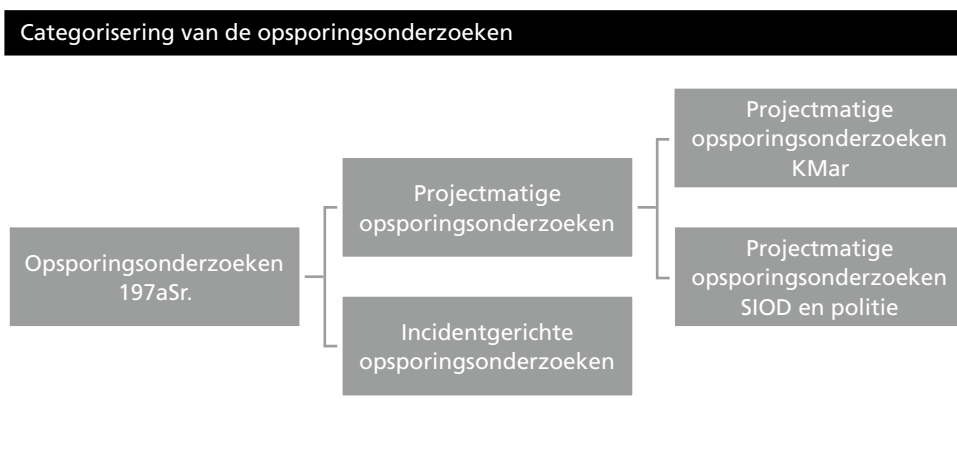 Categorisering van de opsporingsonderzoeken
Opsporingsonderzoeken
197aSr.
Projectmatige
opsporingsonderzoeken
Incidentgerichte
opsporingsonderzoeken
Projectmatige
opsporingsonderzoeken
KMar
Projectmatige
opsporingsonderzoeken
SIOD en politie